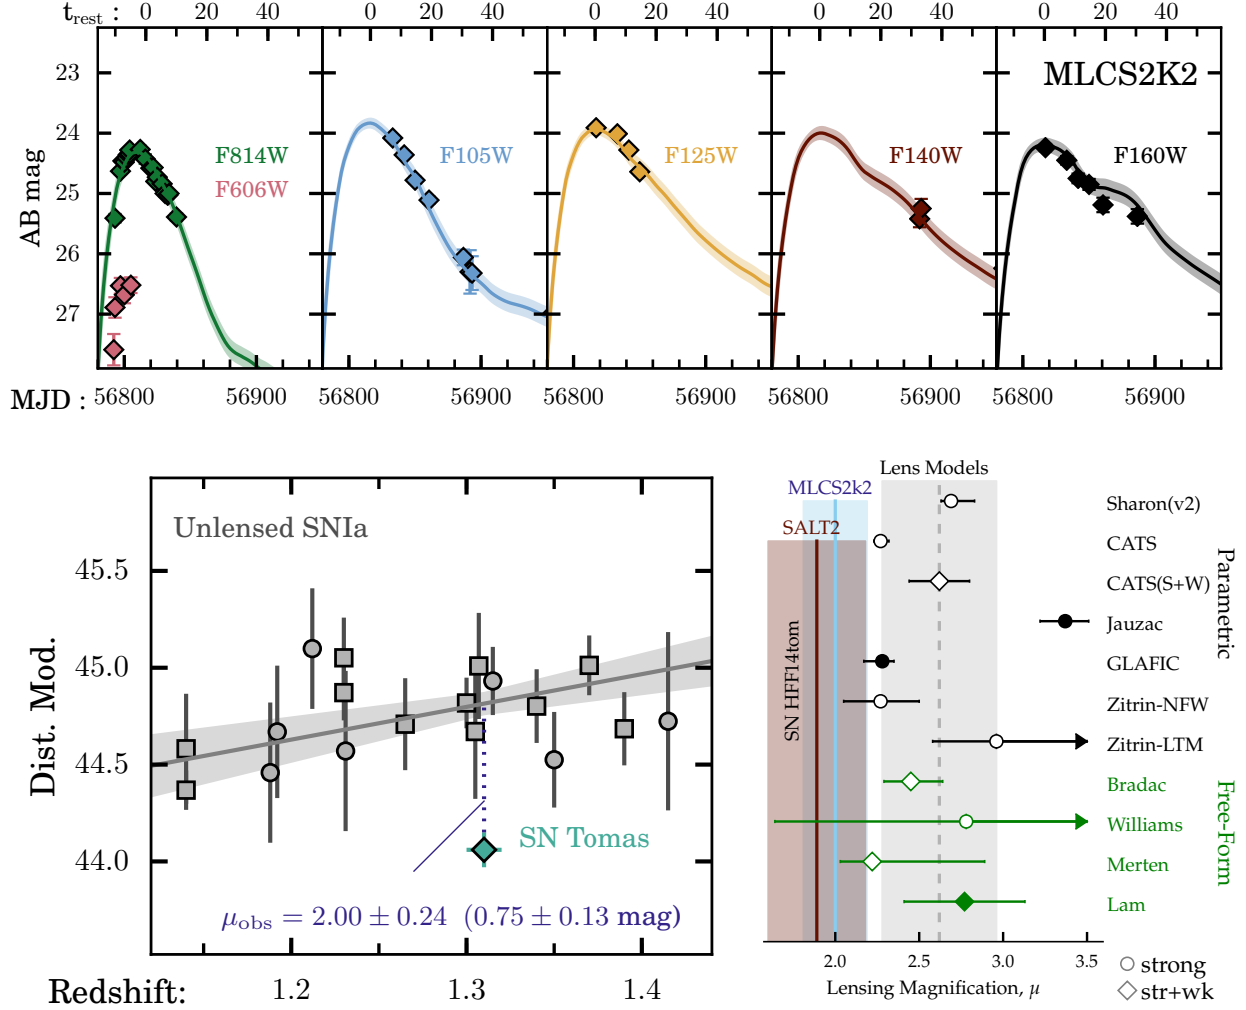 t_rest : 0 20 40 0 20 40 0 20 40 0 20 40 0 20 40
MLCS2K2
23
24
25
26
27
AB mag
F814W
F606W
F105W
F125W
F140W
F160W
MJD : 56800 56900 56800 56900 56800 56900 56800 56900 56800 56900
Unlensed SNIa
45.5
45.0
44.5
44.0
Dist. Mod.
SN Tomas
μ_obs = 2.00 ± 0.24 (0.75 ± 0.13 mag)
Redshift: 1.2 1.3 1.4
Lens Models
MLCS2k2
SALT2
SN HFF14tom
Sharon(v2)
CATS
CATS(S+W)
Jauzac
GLAFIC
Zitrin-NFW
Zitrin-LTM
Bradac
Williams
Merten
Lam
Parametric
Free-Form
2.0 2.5 3.0 3.5
Lensing Magnification, μ
strong
str+wk